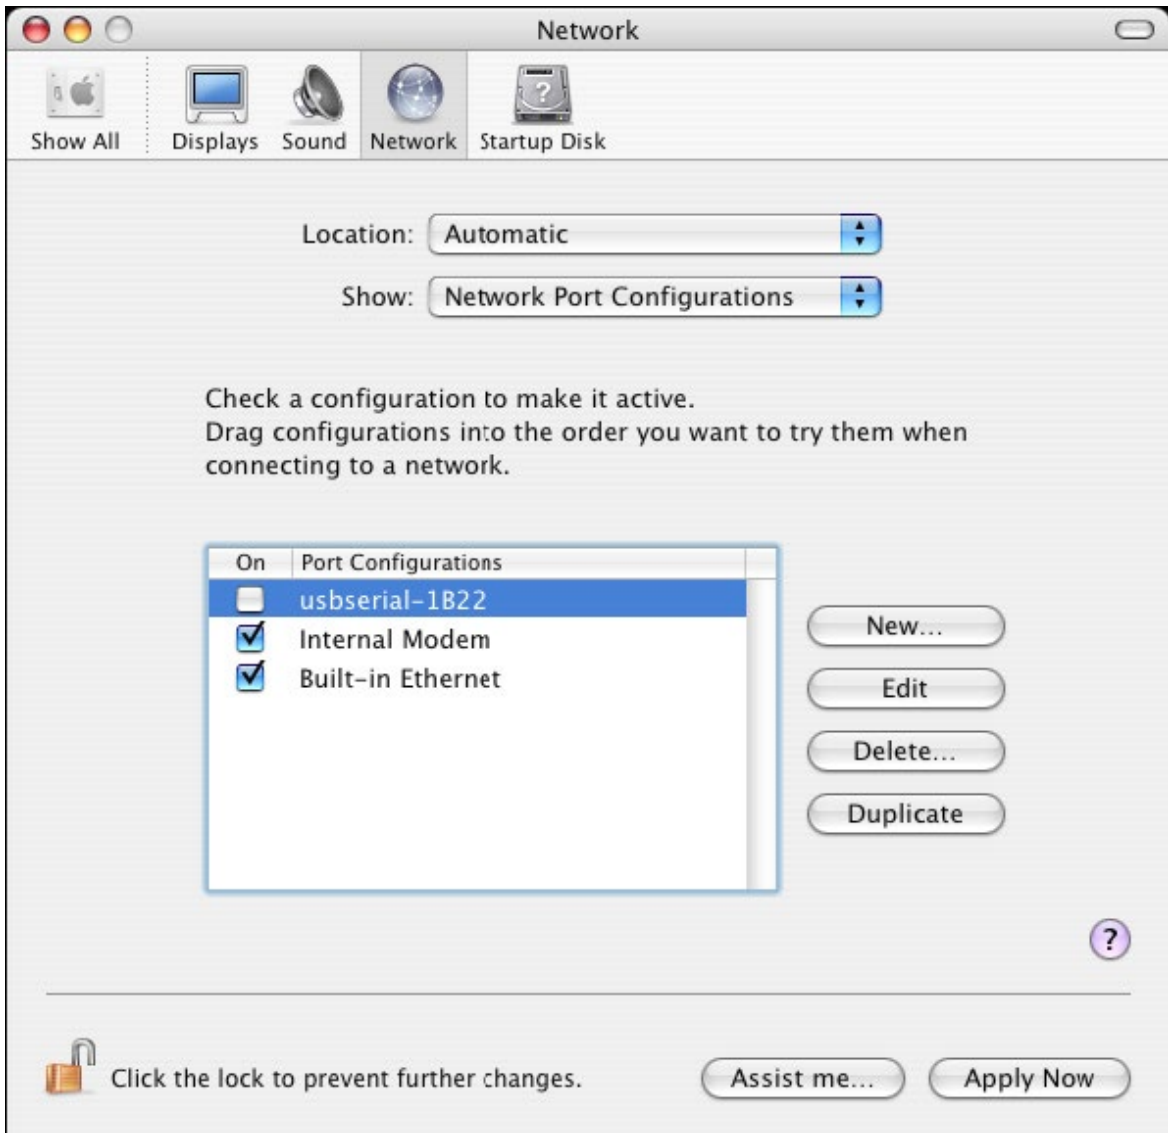 Network
Show All
Displays
Sound
Network
Startup Disk
Location: Automatic
Show: Network Port Configurations
Check a configuration to make it active.
Drag configurations into the order you want to try them when
connecting to a network.
On Port Configurations
usbserial-1B22
Internal Modem
Built-in Ethernet
New...
Edit
Delete...
Duplicate
?
Click the lock to prevent further changes.
Assist me...
Apply Now